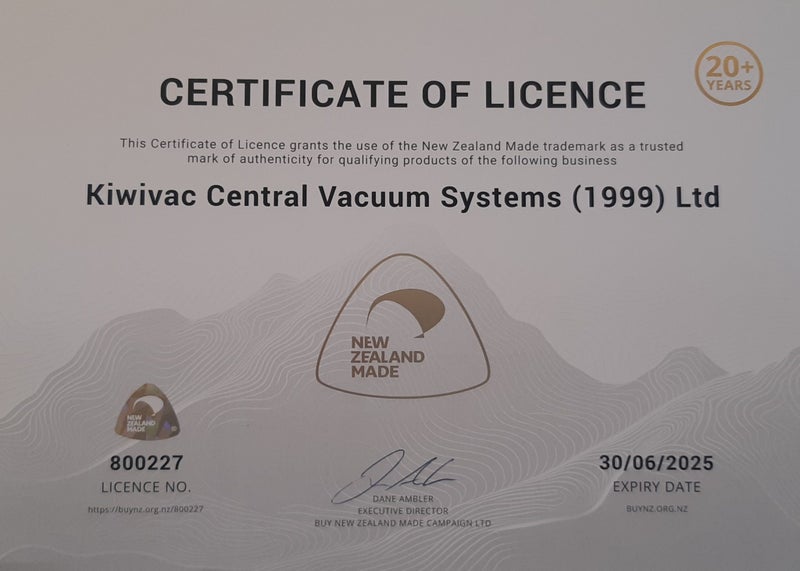 20+
YEARS
CERTIFICATE OF LICENCE
This Certificate of Licence grants the use of the New Zealand Made trademark as a trusted
mark of authenticity for qualifying products of the following business
Kiwivac Central Vacuum Systems (1999) Ltd
NEW
ZEALAND
MADE
NEW
ZEALAND
MADE
800227
LICENCE NO.
https://buynz.org.nz/800227
DANE AMBLER
EXECUTIVE DIRECTOR
BUY NEW ZEALAND MADE CAMPAIGN LTD
30/06/2025
EXPIRY DATE
BUYNZ.ORG.NZ